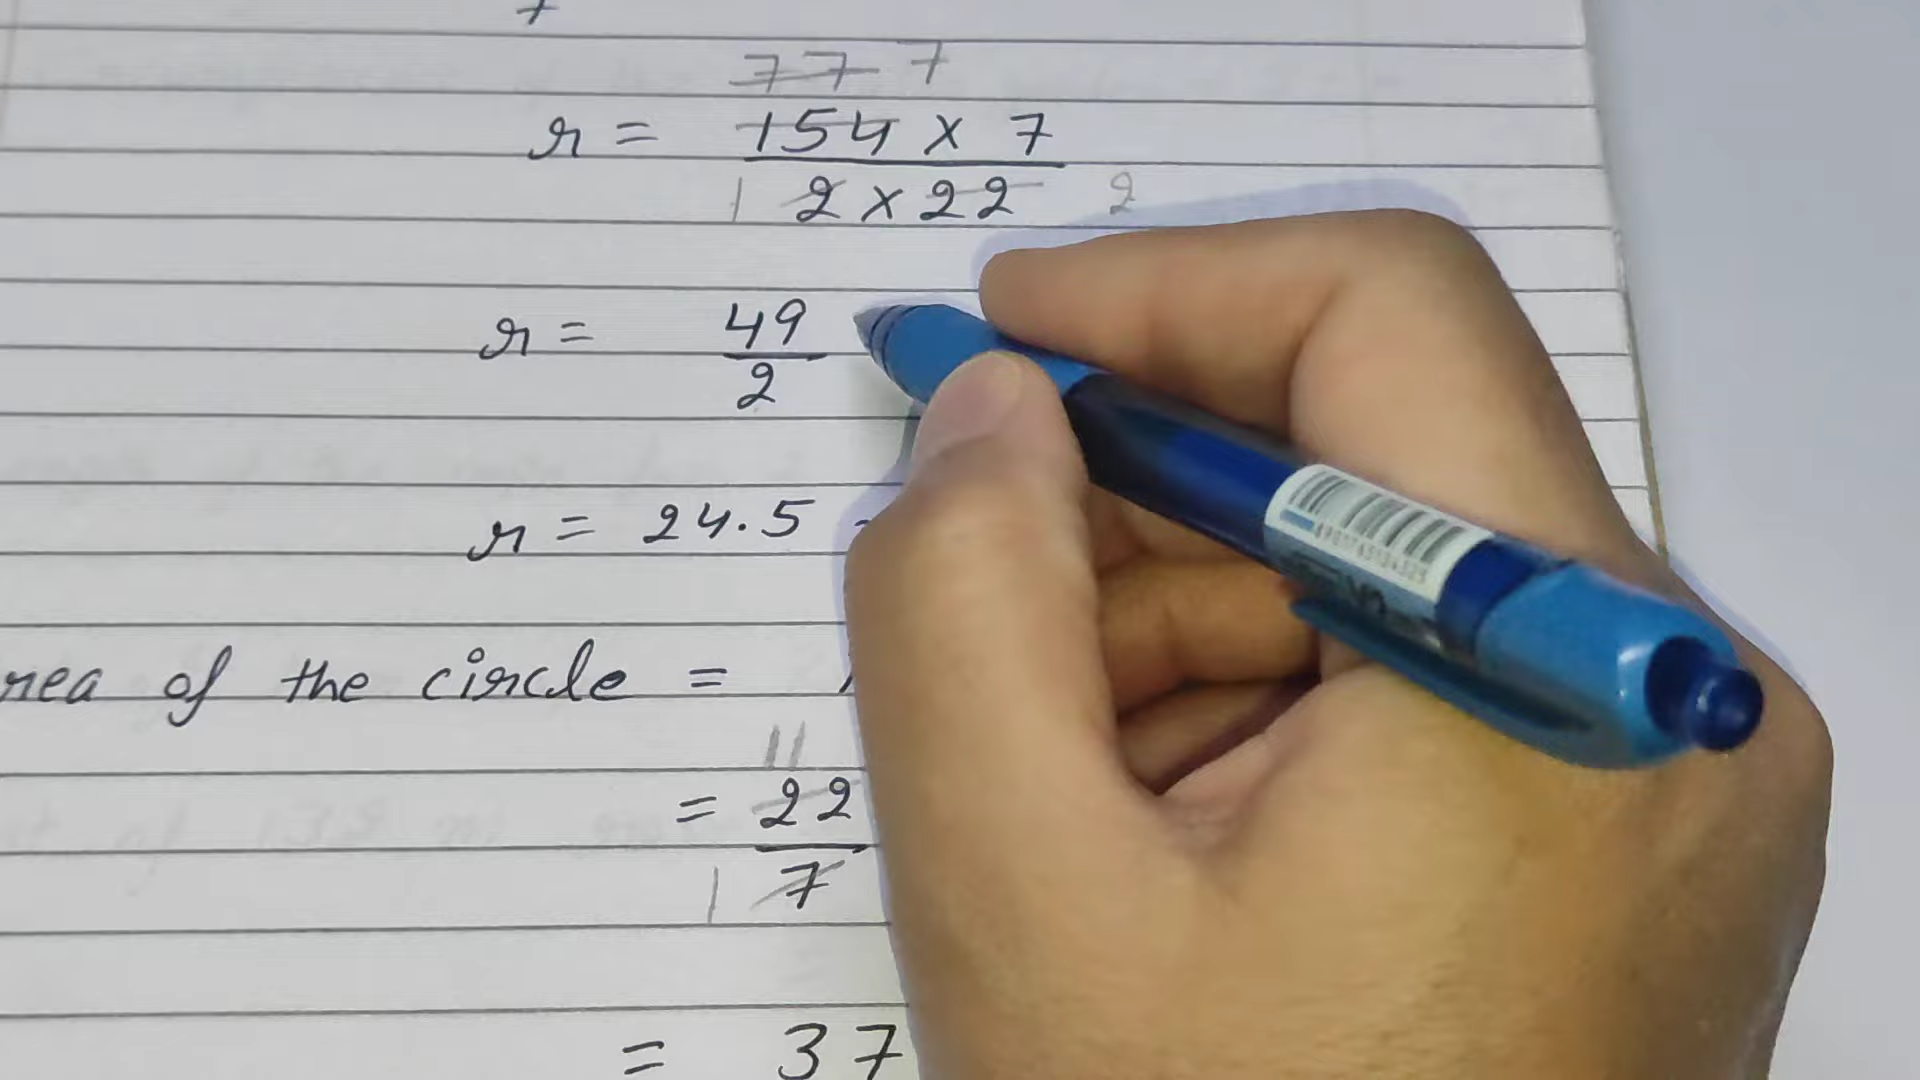 7
77 7
r = 154 × 7
1 2 × 22 2
r = 49
2
r = 24.5
rea of the circle =
11
= 22
1 7
= 37